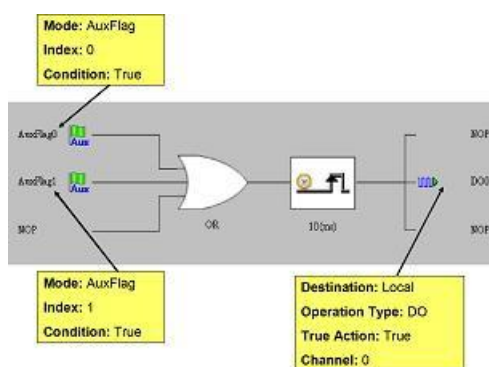 Mode: AuxFlag
Index: 0
Condition: True
AuxFlag0
Aux
NOP
AuxFlag1
Aux
DO0
NOP
OR
10(ms)
NOP
Mode: AuxFlag
Index: 1
Condition: True
Destination: Local
Operation Type: DO
True Action: True
Channel: 0